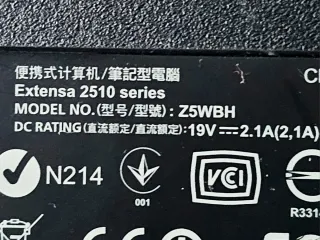 便携式计算机/筆記型電腦
Extensa 2510 series
MODEL NO.(型号/型號) : Z5WBH
DC RATING(直流额定/直流額定): 19V⎓2.1A(2,1A)
N214
001
VCI
R3314